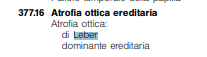 377.16 Atrofia ottica ereditaria
Atrofia ottica:
di Leber
dominante ereditaria